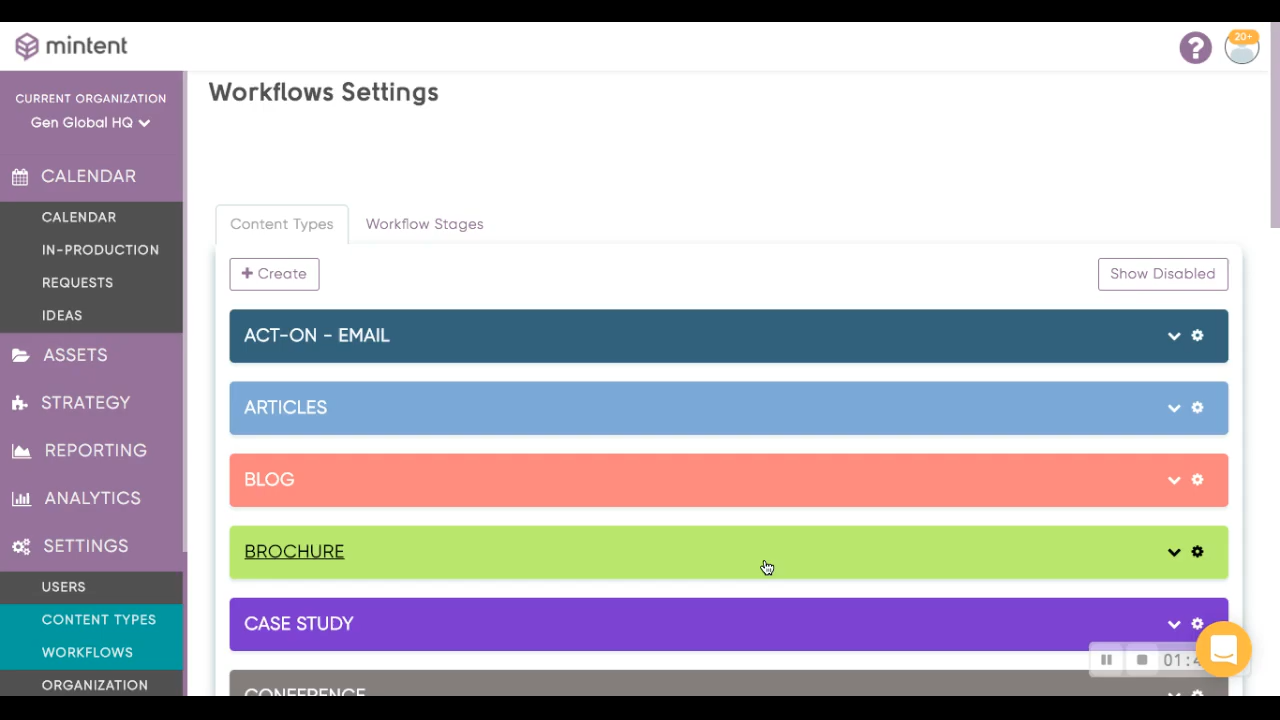 mintent
?
20+
CURRENT ORGANIZATION
Gen Global HQ
CALENDAR
CALENDAR
IN-PRODUCTION
REQUESTS
IDEAS
ASSETS
STRATEGY
REPORTING
ANALYTICS
SETTINGS
USERS
CONTENT TYPES
WORKFLOWS
ORGANIZATION
Workflows Settings
Content Types Workflow Stages
+ Create Show Disabled
ACT-ON - EMAIL
ARTICLES
BLOG
BROCHURE
CASE STUDY
CONFERENCE